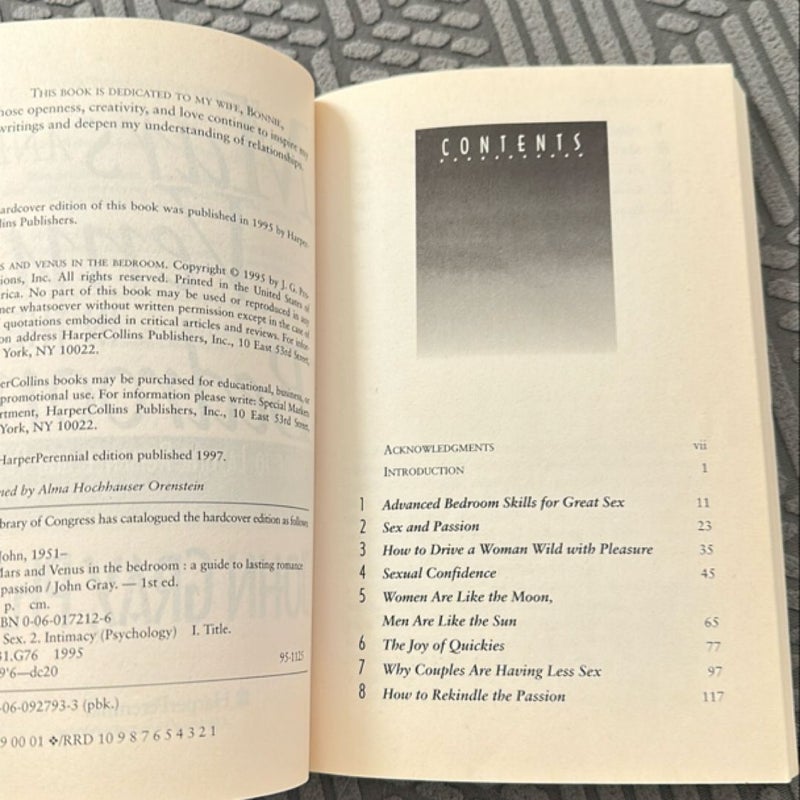 THIS BOOK IS DEDICATED TO MY WIFE, BONNIE,
hose openness, creativity, and love continue to inspire my
writings and deepen my understanding of relationships.
ardcover edition of this book was published in 1995 by Harper-
lins Publishers.
S AND VENUS IN THE BEDROOM. Copyright © 1995 by J. G. Pro-
ions, Inc. All rights reserved. Printed in the United States of
rica. No part of this book may be used or reproduced in any
ner whatsoever without written permission except in the case of
quotations embodied in critical articles and reviews. For infor-
on address HarperCollins Publishers, Inc., 10 East 53rd Street,
York, NY 10022.
erCollins books may be purchased for educational, business, or
promotional use. For information please write: Special Markets
rtment, HarperCollins Publishers, Inc., 10 East 53rd Street,
York, NY 10022.
HarperPerennial edition published 1997.
ned by Alma Hochhauser Orenstein
ibrary of Congress has catalogued the hardcover edition as follows
John, 1951–
Mars and Venus in the bedroom : a guide to lasting romance
passion / John Gray. — 1st ed.
p. cm.
BN 0-06-017212-6
Sex. 2. Intimacy (Psychology) I. Title.
31.G76 1995
95-1125
9'6—dc20
-06-092793-3 (pbk.)
9 00 01 ❖/RRD 10 9 8 7 6 5 4 3 2 1
CONTENTS
ACKNOWLEDGMENTS vii
INTRODUCTION 1
1 Advanced Bedroom Skills for Great Sex 11
2 Sex and Passion 23
3 How to Drive a Woman Wild with Pleasure 35
4 Sexual Confidence 45
5 Women Are Like the Moon,
Men Are Like the Sun 65
6 The Joy of Quickies 77
7 Why Couples Are Having Less Sex 97
8 How to Rekindle the Passion 117